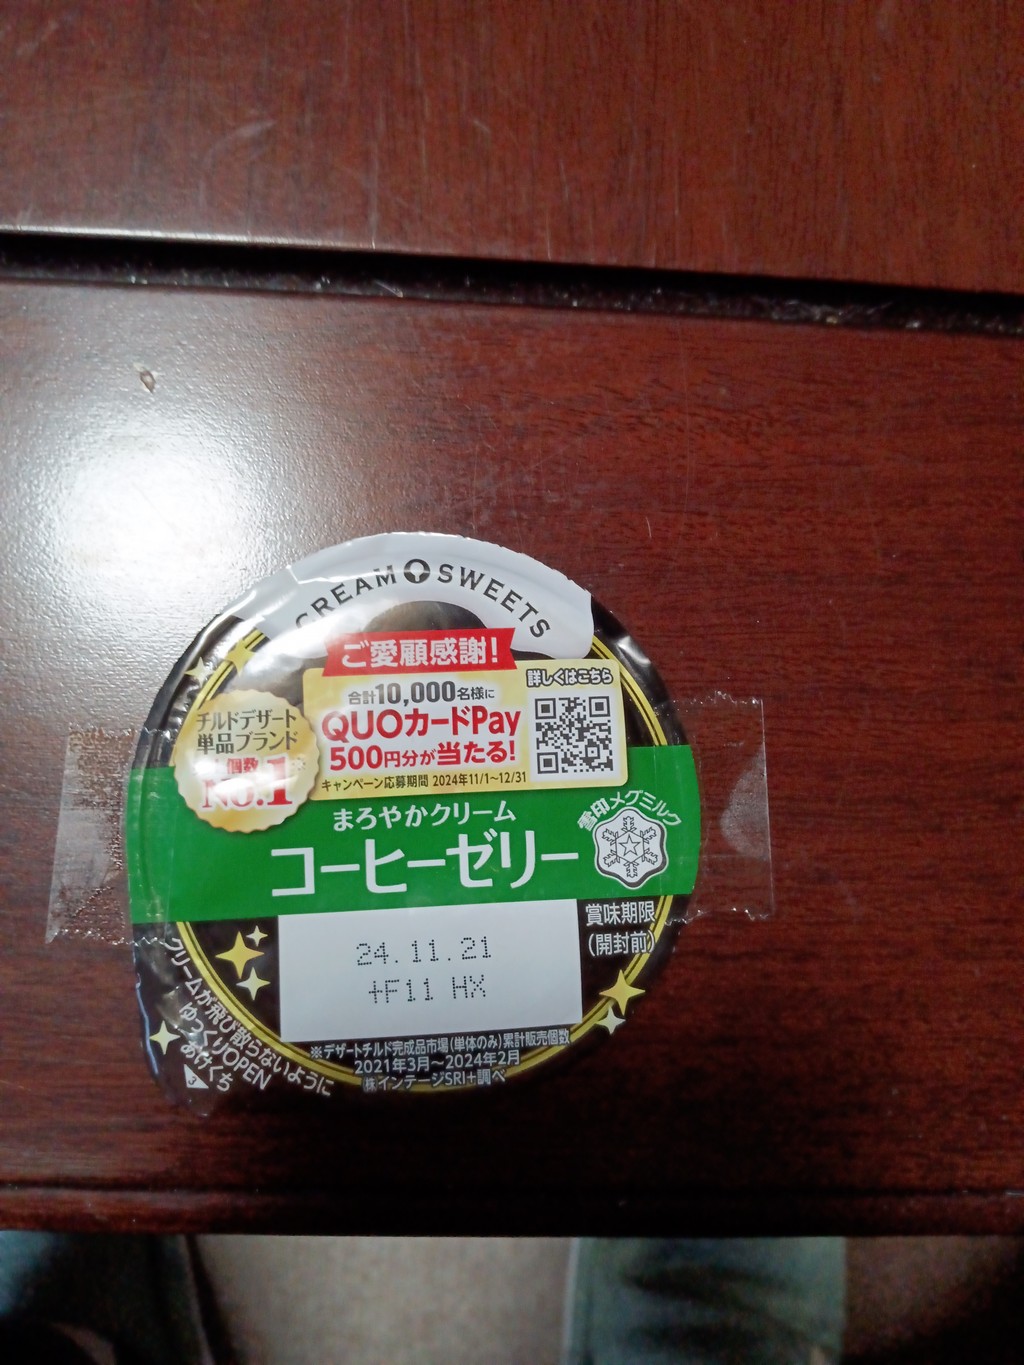 CREAM SWEETS
ご愛顧感謝!
合計10,000名様に
QUOカードPay
500円分が当たる!
キャンペーン応募期間 2024年11/1~12/31
詳しくはこちら
チルドデザート
単品ブランド
個数※
No.1
まろやかクリーム
コーヒーゼリー
雪印メグミルク
賞味期限
(開封前)
24.11.21
+F11 HX
※デザートチルド完成品市場(単体のみ)累計販売個数
2021年3月~2024年2月
(株)インテージSRI+調べ
クリームが飛び散らないように
ゆっくりOPEN
あけくち
3